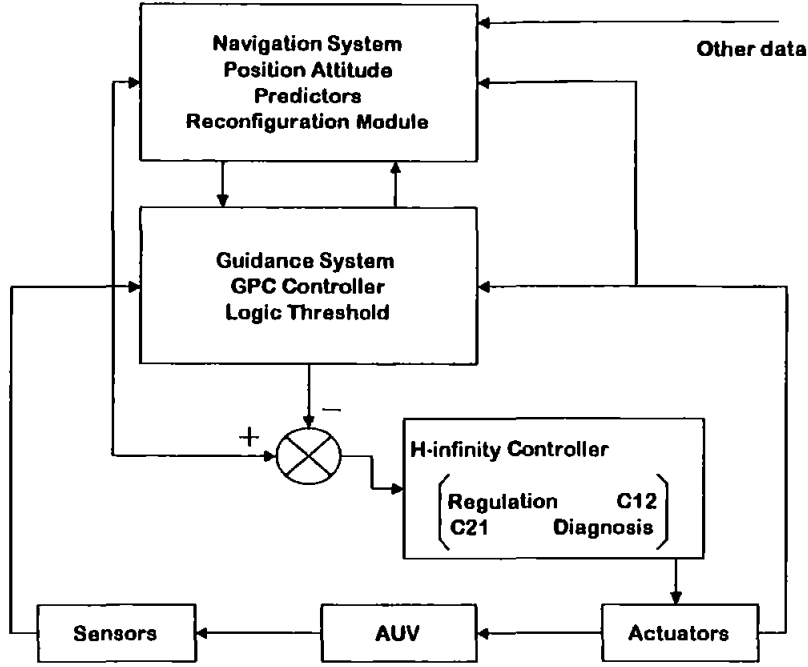 Navigation System
Position Attitude
Predictors
Reconfiguration Module
Other data
Guidance System
GPC Controller
Logic Threshold
−
+
H-infinity Controller
Regulation C12
C21 Diagnosis
Sensors
AUV
Actuators